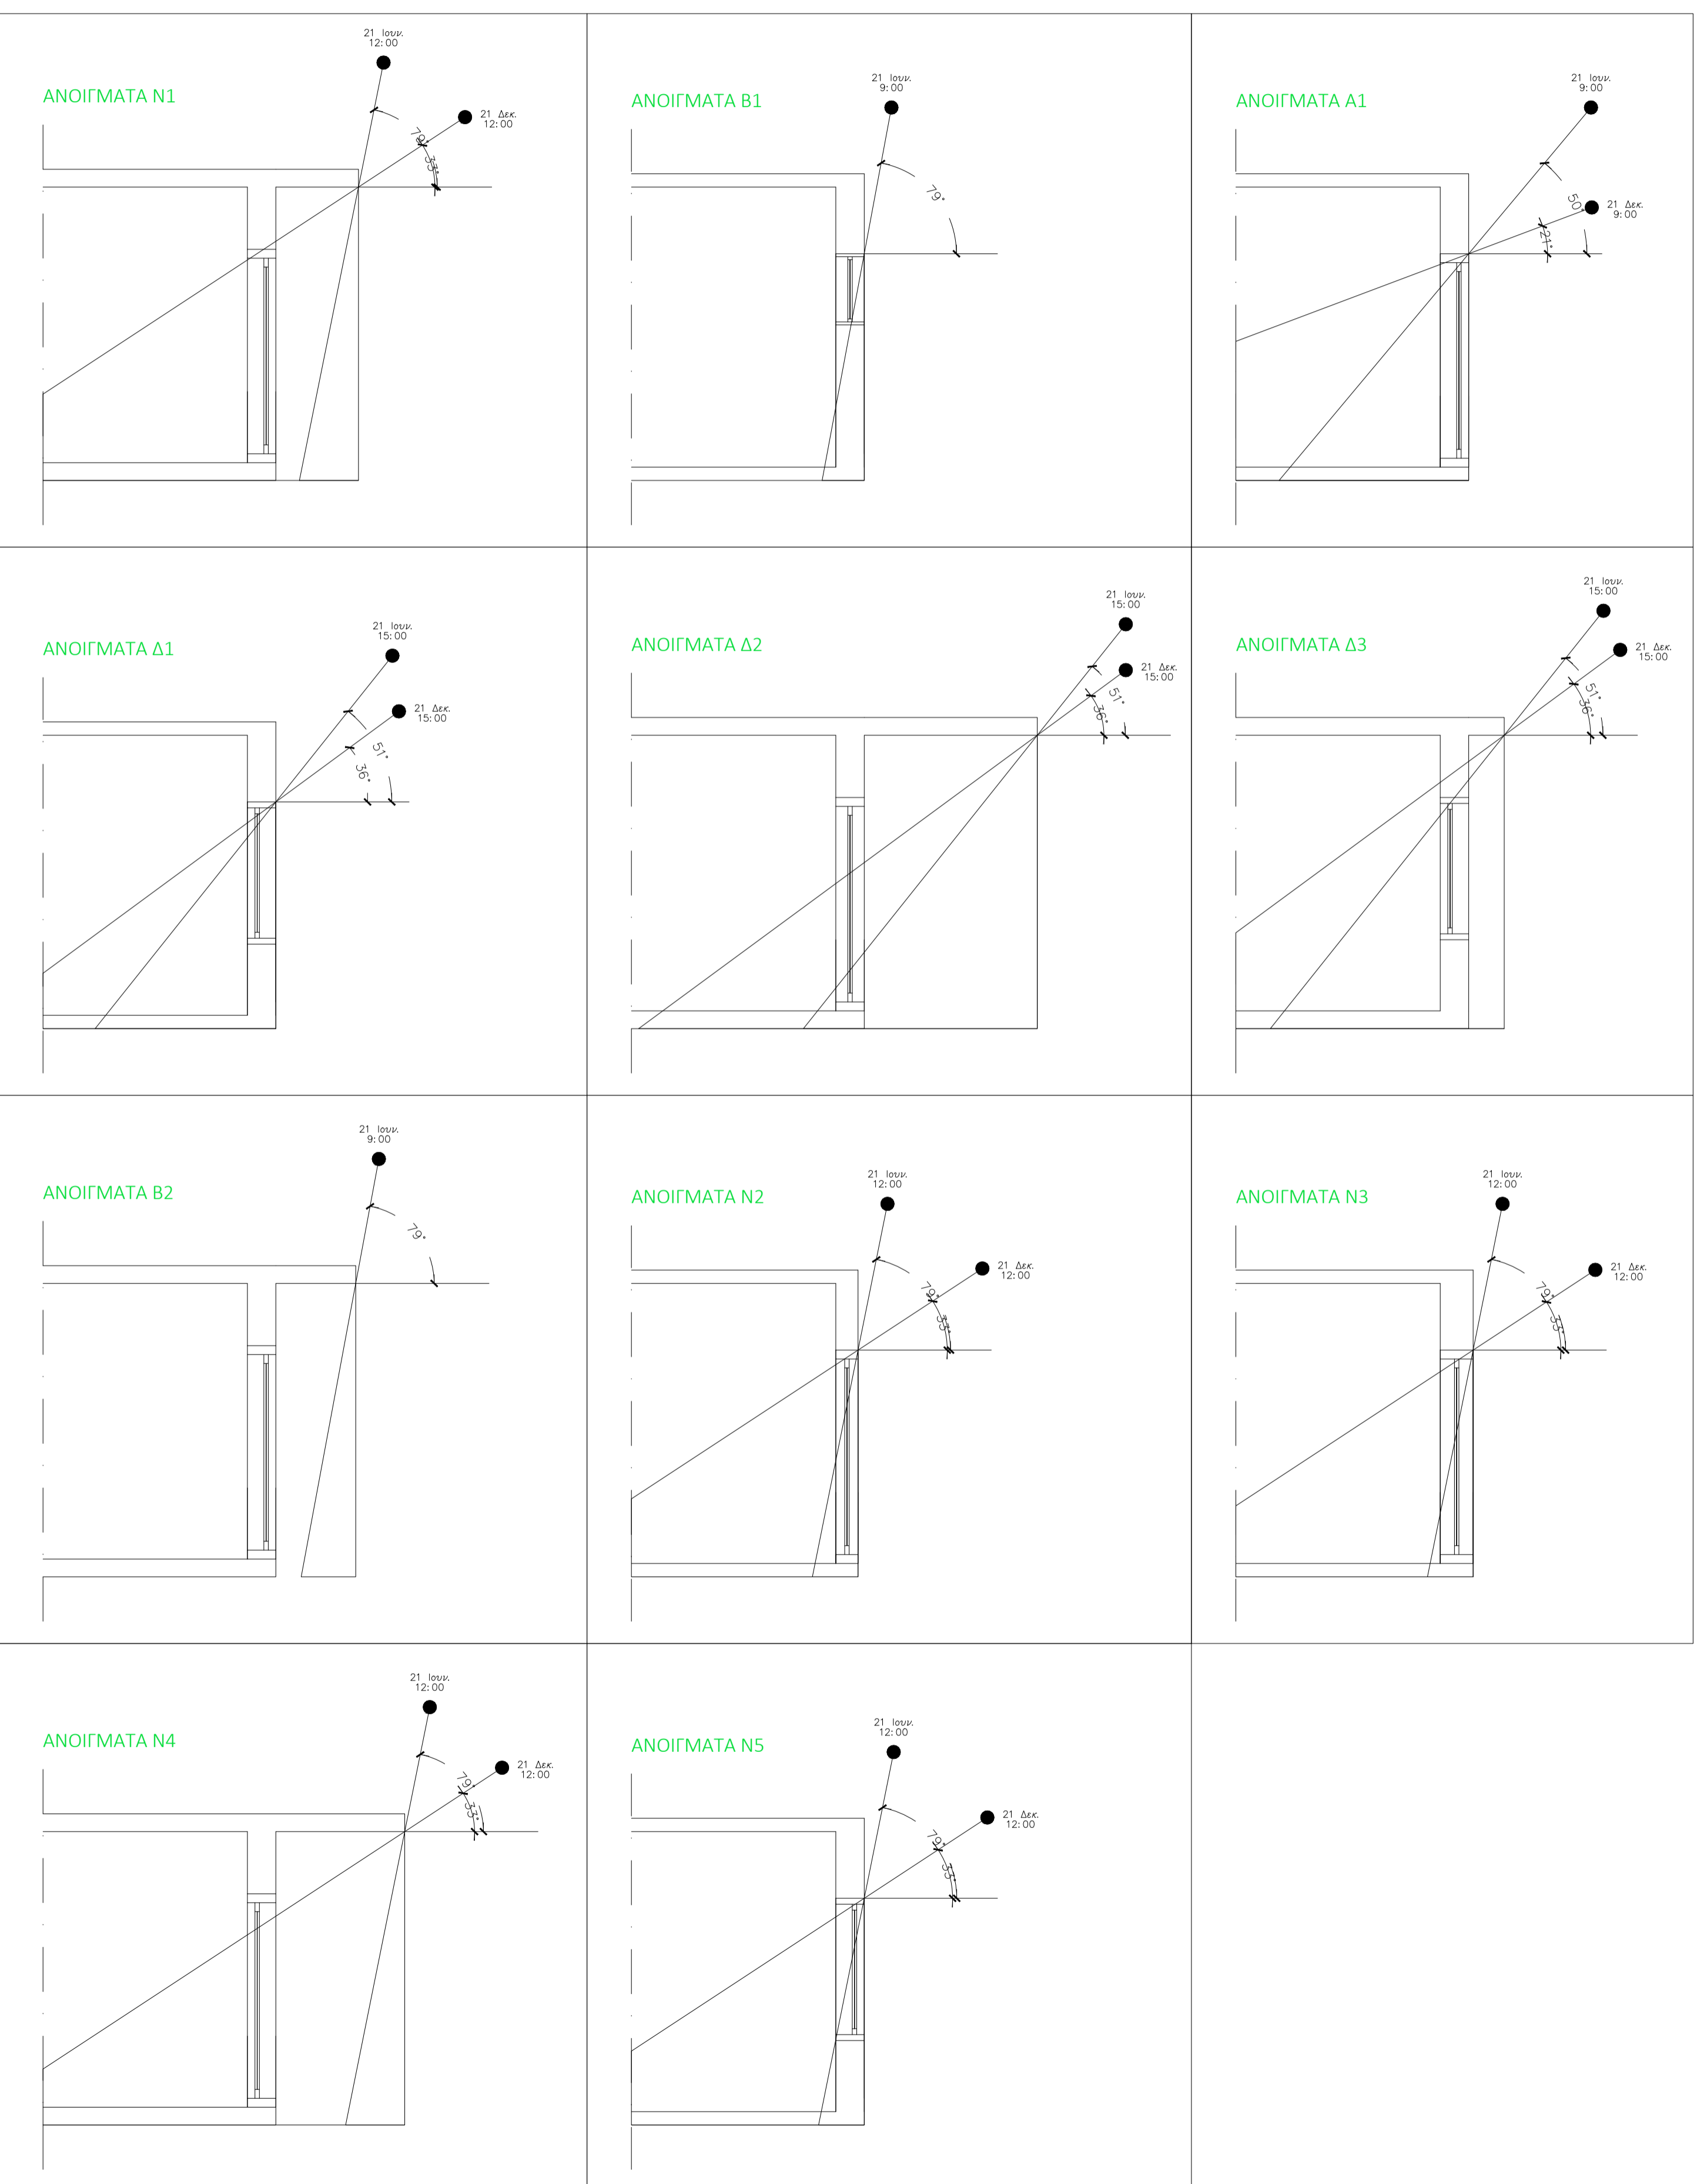 ΑΝΟΙΓΜΑΤΑ Ν1
21 Ιουν.
12:00
21 Δεκ.
12:00
79°
33°
ΑΝΟΙΓΜΑΤΑ Β1
21 Ιουν.
9:00
79°
ΑΝΟΙΓΜΑΤΑ Α1
21 Ιουν.
9:00
21 Δεκ.
9:00
50°
21°
ΑΝΟΙΓΜΑΤΑ Δ1
21 Ιουν.
15:00
21 Δεκ.
15:00
51°
36°
ΑΝΟΙΓΜΑΤΑ Δ2
21 Ιουν.
15:00
21 Δεκ.
15:00
51°
36°
ΑΝΟΙΓΜΑΤΑ Δ3
21 Ιουν.
15:00
21 Δεκ.
15:00
51°
36°
ΑΝΟΙΓΜΑΤΑ Β2
21 Ιουν.
9:00
79°
ΑΝΟΙΓΜΑΤΑ Ν2
21 Ιουν.
12:00
21 Δεκ.
12:00
79°
33°
ΑΝΟΙΓΜΑΤΑ Ν3
21 Ιουν.
12:00
21 Δεκ.
12:00
79°
33°
ΑΝΟΙΓΜΑΤΑ Ν4
21 Ιουν.
12:00
21 Δεκ.
12:00
79°
33°
ΑΝΟΙΓΜΑΤΑ Ν5
21 Ιουν.
12:00
21 Δεκ.
12:00
79°
33°